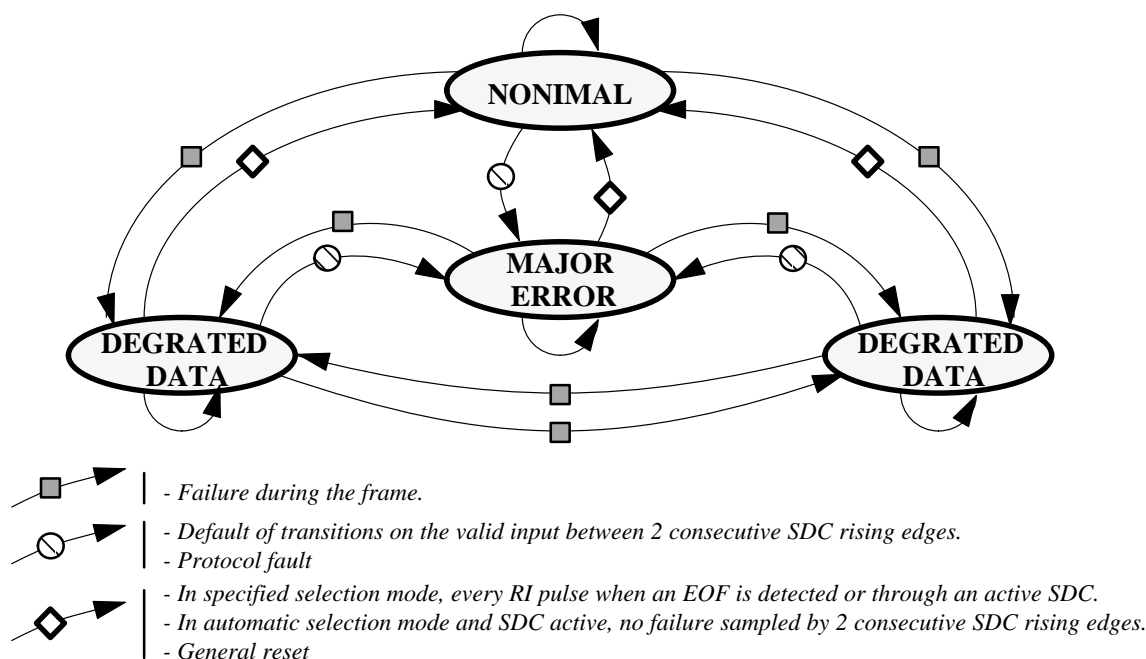 NONIMAL
MAJOR
ERROR
DEGRATED
DATA
DEGRATED
DATA
- Failure during the frame.
- Default of transitions on the valid input between 2 consecutive SDC rising edges.
- Protocol fault
- In specified selection mode, every RI pulse when an EOF is detected or through an active SDC.
- In automatic selection mode and SDC active, no failure sampled by 2 consecutive SDC rising edges.
- General reset